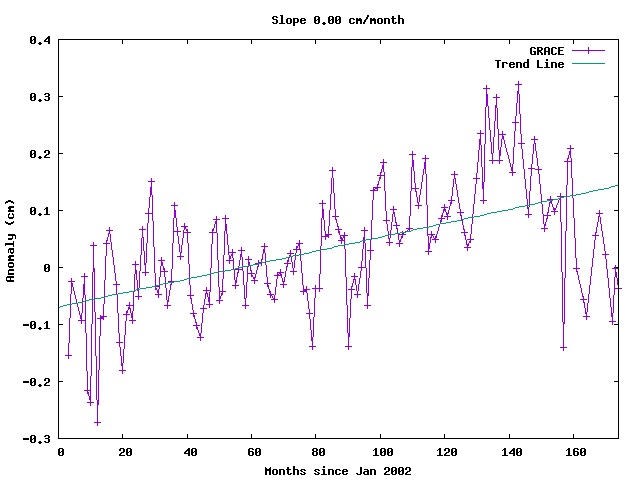 Slope 0.00 cm/month
GRACE
Trend Line
Anomaly (cm)
0.4
0.3
0.2
0.1
0
-0.1
-0.2
-0.3
0 20 40 60 80 100 120 140 160
Months since Jan 2002